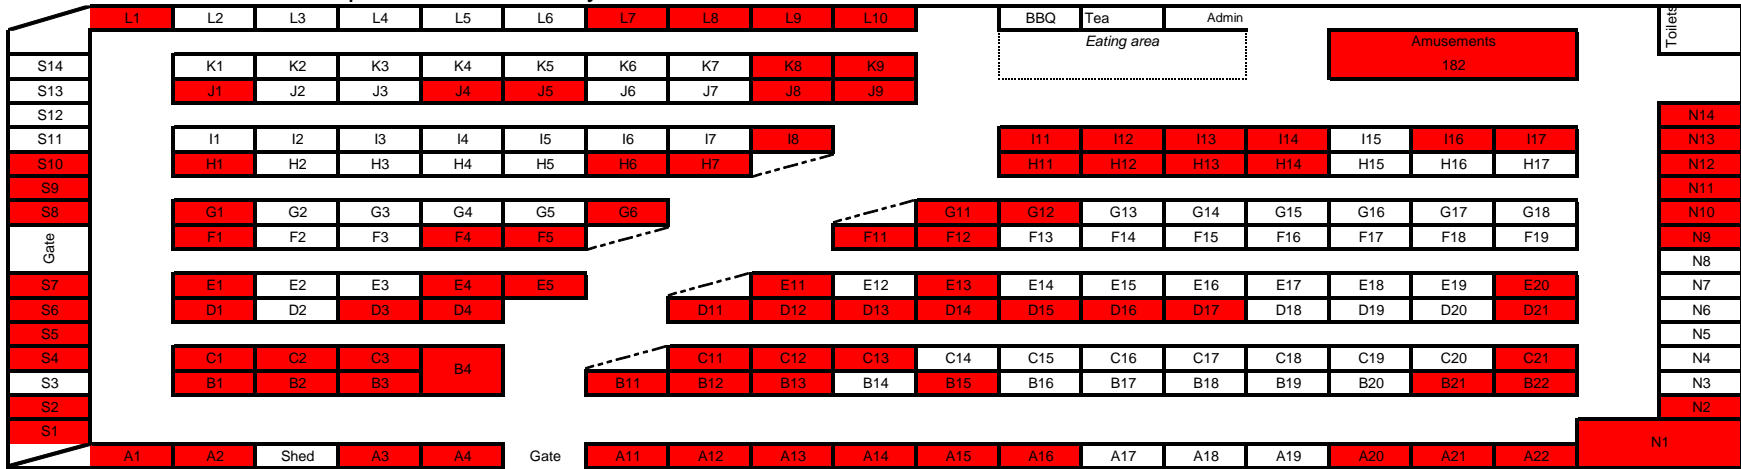 L1 L2 L3 L4 L5 L6 L7 L8 L9 L10 BBQ Tea Admin Toilets
Eating area Amusements
S14 K1 K2 K3 K4 K5 K6 K7 K8 K9 182
S13 J1 J2 J3 J4 J5 J6 J7 J8 J9
S12 N14
S11 I1 I2 I3 I4 I5 I6 I7 I8 I11 I12 I13 I14 I15 I16 I17 N13
S10 H1 H2 H3 H4 H5 H6 H7 H11 H12 H13 H14 H15 H16 H17 N12
S9 N11
S8 G1 G2 G3 G4 G5 G6 G11 G12 G13 G14 G15 G16 G17 G18 N10
Gate F1 F2 F3 F4 F5 F11 F12 F13 F14 F15 F16 F17 F18 F19 N9
N8
S7 E1 E2 E3 E4 E5 E11 E12 E13 E14 E15 E16 E17 E18 E19 E20 N7
S6 D1 D2 D3 D4 D11 D12 D13 D14 D15 D16 D17 D18 D19 D20 D21 N6
S5 N5
S4 C1 C2 C3 B4 C11 C12 C13 C14 C15 C16 C17 C18 C19 C20 C21 N4
S3 B1 B2 B3 B11 B12 B13 B14 B15 B16 B17 B18 B19 B20 B21 B22 N3
S2 N2
S1 N1
A1 A2 Shed A3 A4 Gate A11 A12 A13 A14 A15 A16 A17 A18 A19 A20 A21 A22